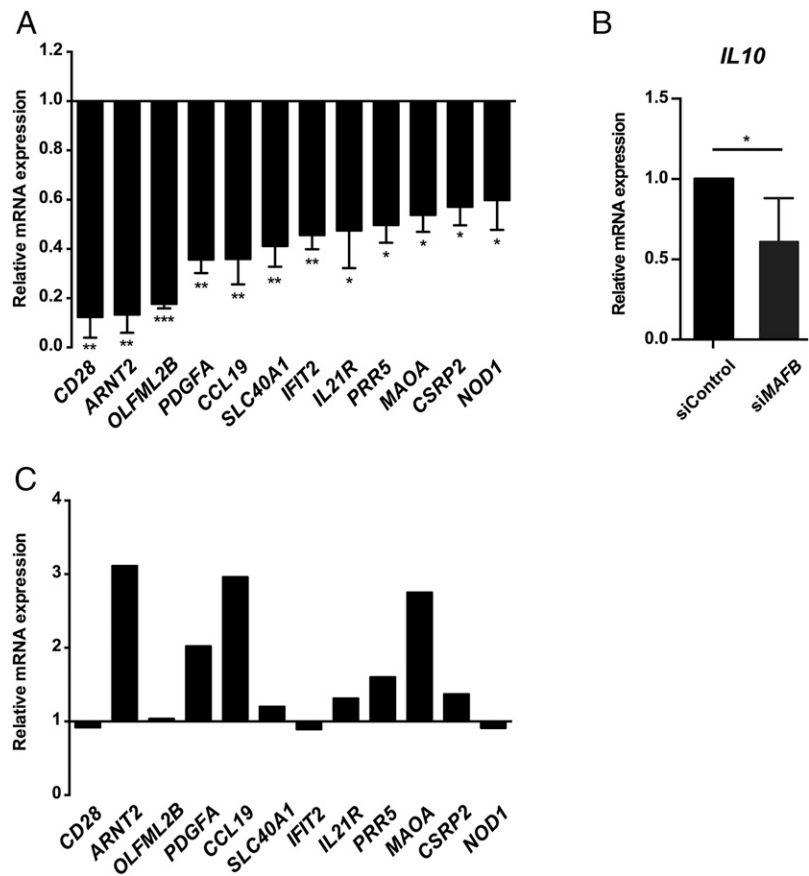 A
Relative mRNA expression
1.2
1.0
0.8
0.6
0.4
0.2
0.0
** ** *** ** ** ** ** * * * * *
CD28 ARNT2 OLFML2B PDGFA CCL19 SLC40A1 IFIT2 IL21R PRR5 MAOA CSRP2 NOD1
B
IL10
Relative mRNA expression
1.5
1.0
0.5
0.0
*
siControl siMAFB
C
Relative mRNA expression
4
3
2
1
0
CD28 ARNT2 OLFML2B PDGFA CCL19 SLC40A1 IFIT2 IL21R PRR5 MAOA CSRP2 NOD1